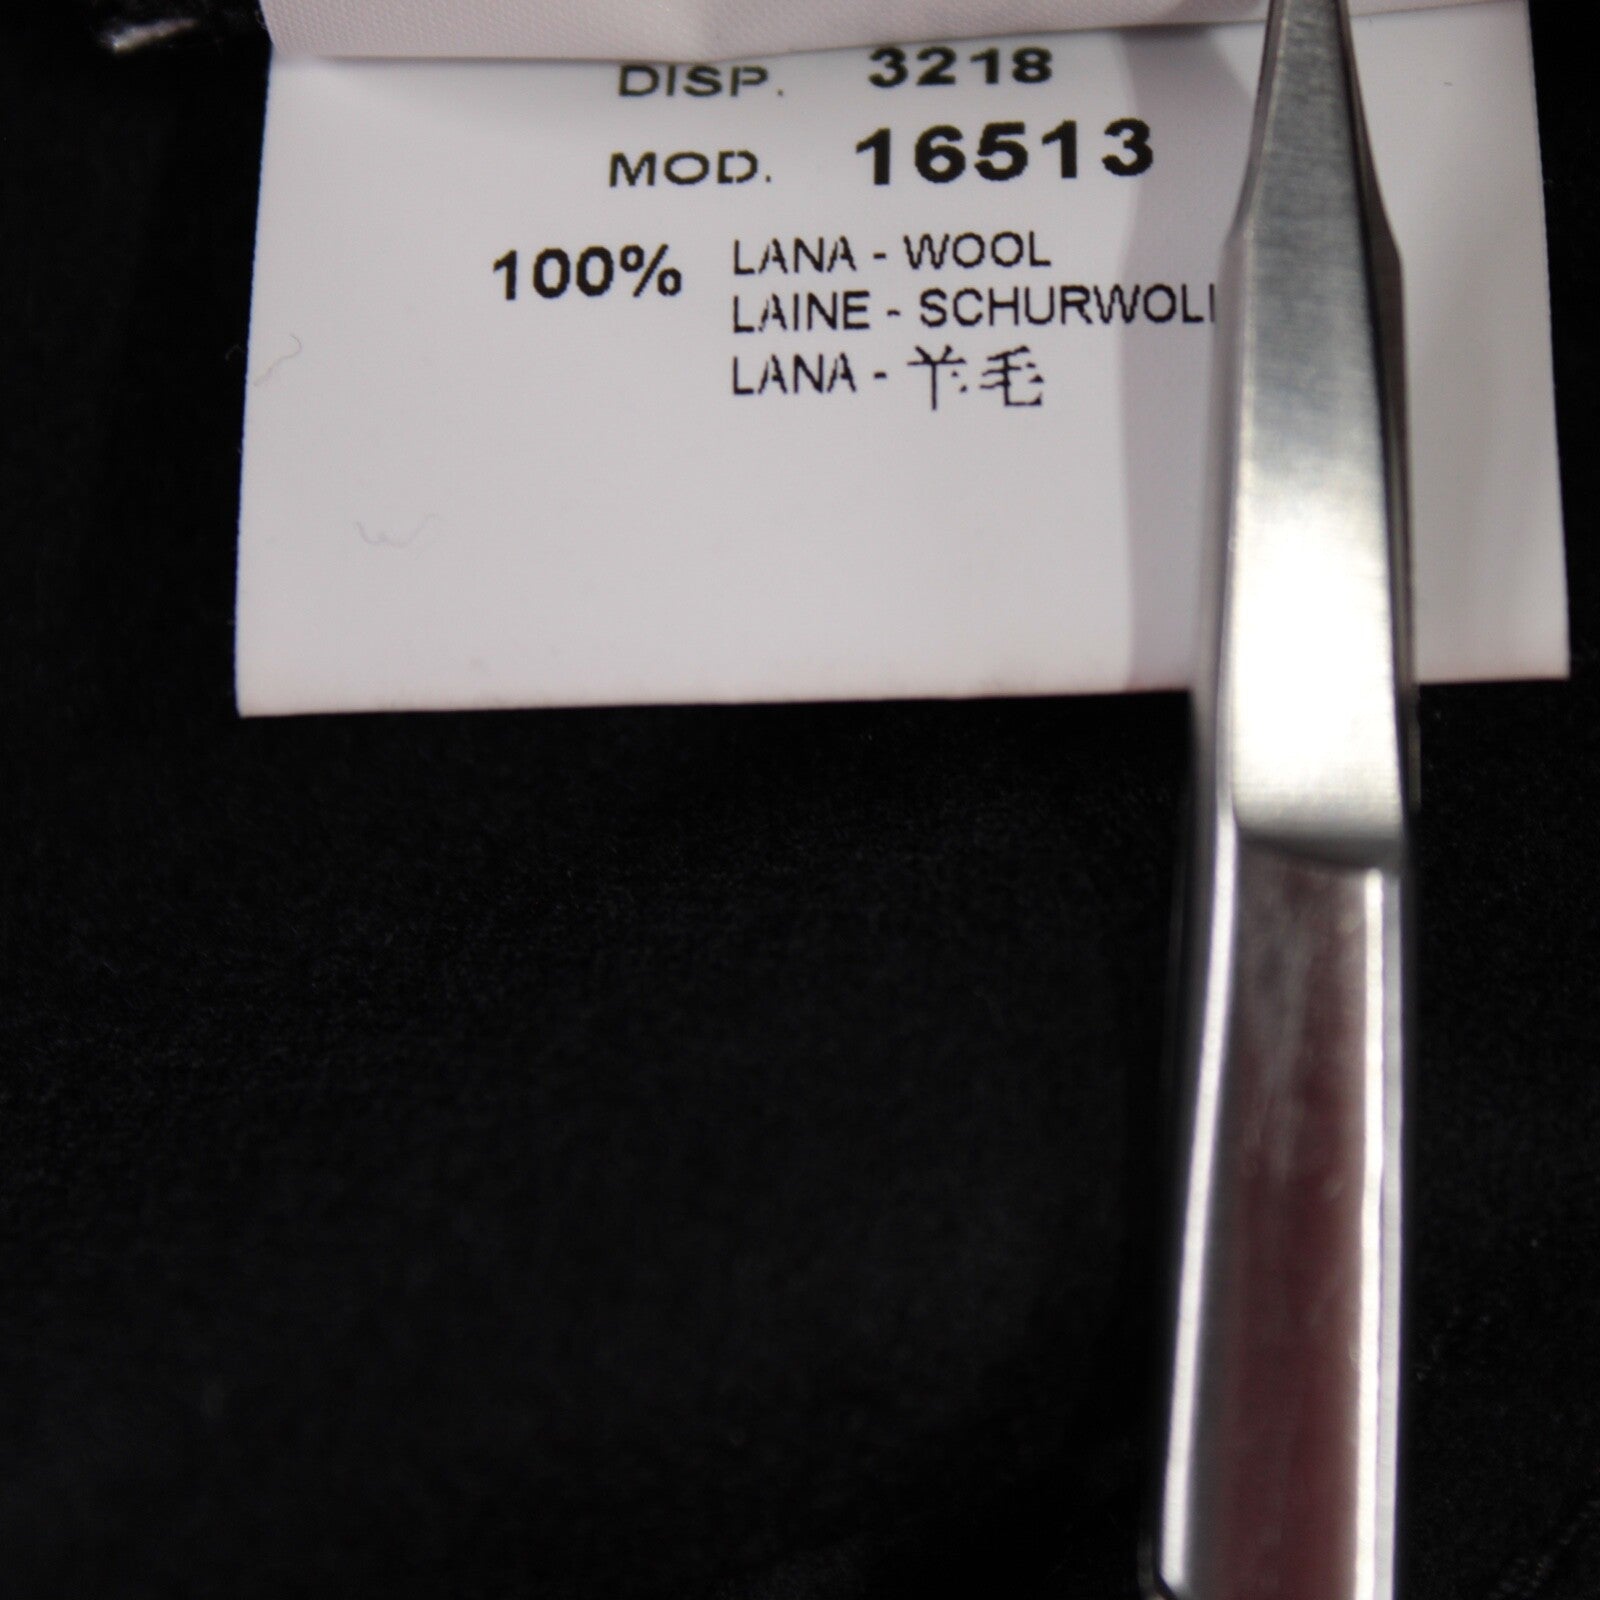 DISP. 3218
MOD. 16513
100% LANA - WOOL
LAINE - SCHURWOLL
LANA - 羊毛